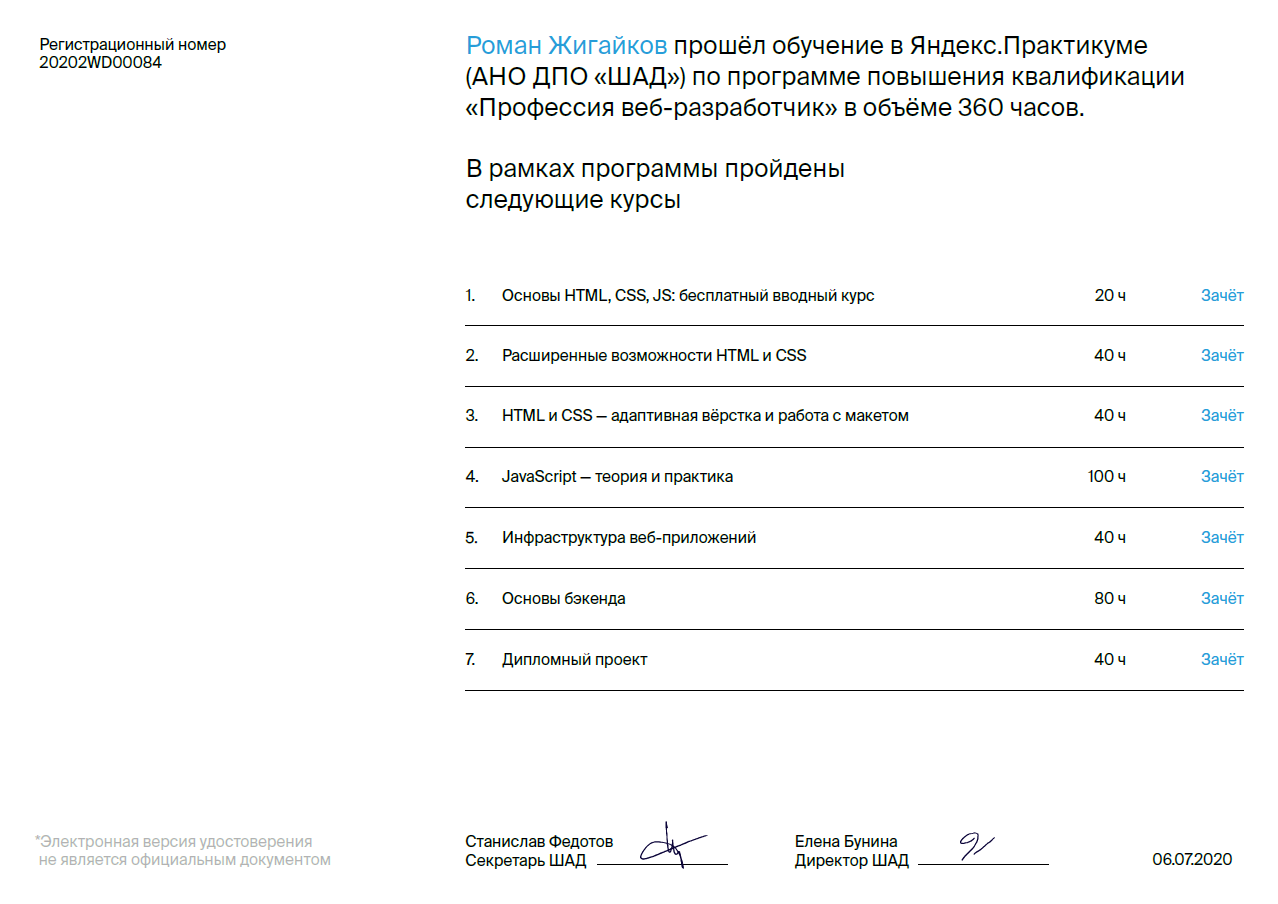 Регистрационный номер
20202WD00084
Роман Жигайков прошёл обучение в Яндекс.Практикуме
(АНО ДПО «ШАД») по программе повышения квалификации
«Профессия веб-разработчик» в объёме 360 часов.
В рамках программы пройдены
следующие курсы
1. Основы HTML, CSS, JS: бесплатный вводный курс 20 ч Зачёт
2. Расширенные возможности HTML и CSS 40 ч Зачёт
3. HTML и CSS — адаптивная вёрстка и работа с макетом 40 ч Зачёт
4. JavaScript — теория и практика 100 ч Зачёт
5. Инфраструктура веб-приложений 40 ч Зачёт
6. Основы бэкенда 80 ч Зачёт
7. Дипломный проект 40 ч Зачёт
*Электронная версия удостоверения
не является официальным документом
Станислав Федотов
Секретарь ШАД
Елена Бунина
Директор ШАД
06.07.2020